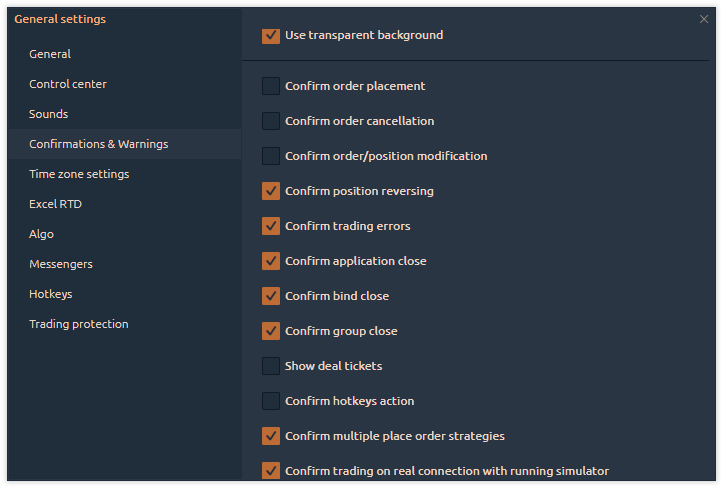 General settings
General
Control center
Sounds
Confirmations & Warnings
Time zone settings
Excel RTD
Algo
Messengers
Hotkeys
Trading protection
Use transparent background
Confirm order placement
Confirm order cancellation
Confirm order/position modification
Confirm position reversing
Confirm trading errors
Confirm application close
Confirm bind close
Confirm group close
Show deal tickets
Confirm hotkeys action
Confirm multiple place order strategies
Confirm trading on real connection with running simulator